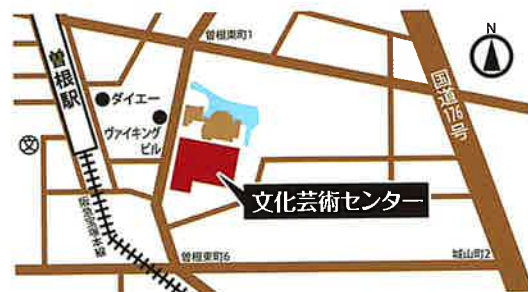 曽根東町1
N
曽根駅
ダイエー
国道176号
ヴァイキング
ビル
文
文化芸術センター
阪急宝塚本線
曽根東町6
城山町2